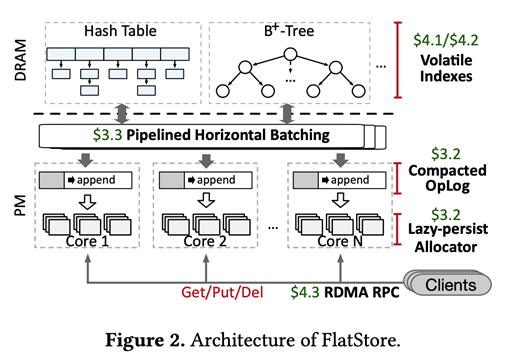 Hash Table
B+-Tree
...
$4.1/$4.2
Volatile
Indexes
DRAM
...
$3.3 Pipelined Horizontal Batching
PM
append
append
append
$3.2
Compacted
OpLog
$3.2
Lazy-persist
Allocator
Core 1
Core 2
...
Core N
Get/Put/Del
$4.3 RDMA RPC
Clients
Figure 2. Architecture of FlatStore.